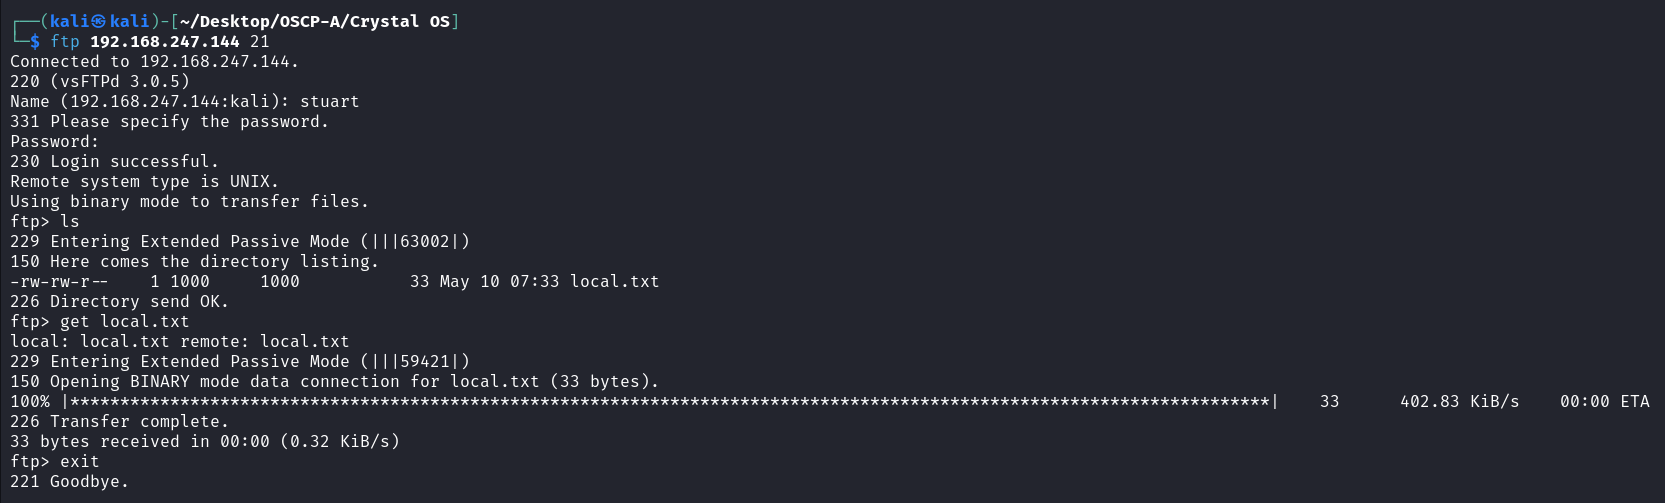 ┌──(kali㉿kali)-[~/Desktop/OSCP-A/Crystal OS]
└─$ ftp 192.168.247.144 21
Connected to 192.168.247.144.
220 (vsFTPd 3.0.5)
Name (192.168.247.144:kali): stuart
331 Please specify the password.
Password:
230 Login successful.
Remote system type is UNIX.
Using binary mode to transfer files.
ftp> ls
229 Entering Extended Passive Mode (|||63002|)
150 Here comes the directory listing.
-rw-rw-r--    1 1000     1000           33 May 10 07:33 local.txt
226 Directory send OK.
ftp> get local.txt
local: local.txt remote: local.txt
229 Entering Extended Passive Mode (|||59421|)
150 Opening BINARY mode data connection for local.txt (33 bytes).
100% |************************************************************************************************************************|    33      402.83 KiB/s    00:00 ETA
226 Transfer complete.
33 bytes received in 00:00 (0.32 KiB/s)
ftp> exit
221 Goodbye.